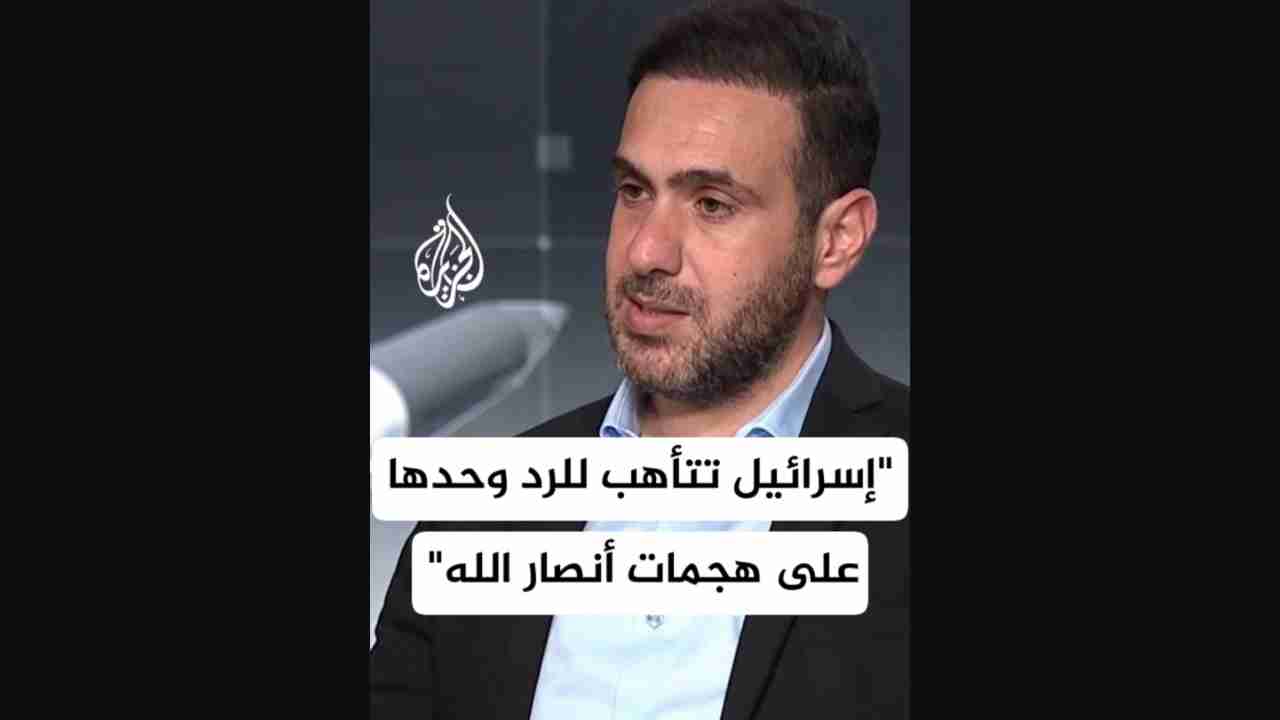 الجزيرة
"إسرائيل تتأهب للرد وحدها
على هجمات أنصار الله"